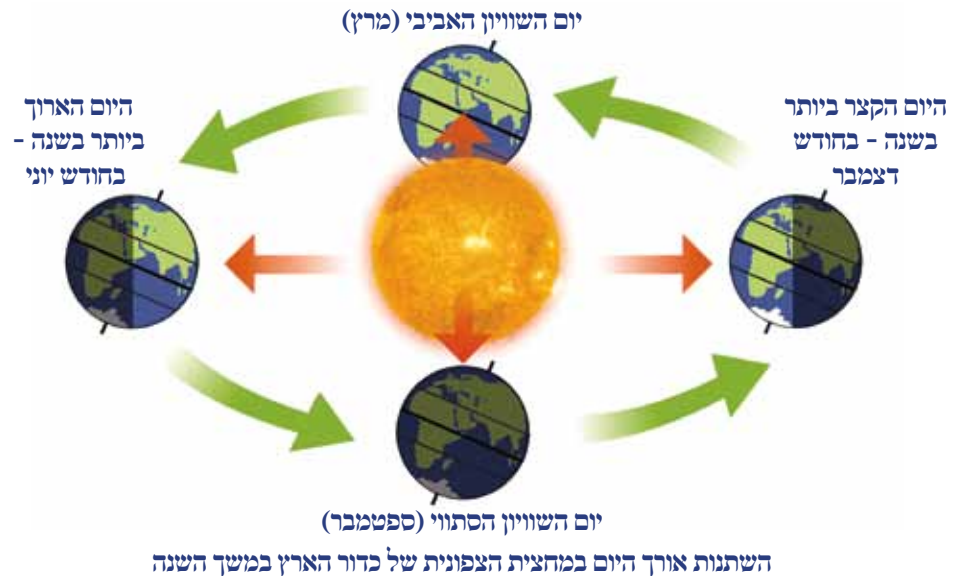 יום השוויון האביבי (מרץ)
היום הקצר ביותר
בשנה - בחודש
דצמבר
היום הארוך
ביותר בשנה -
בחודש יוני
יום השוויון הסתווי (ספטמבר)
השתנות אורך היום במחצית הצפונית של כדור הארץ במשך השנה